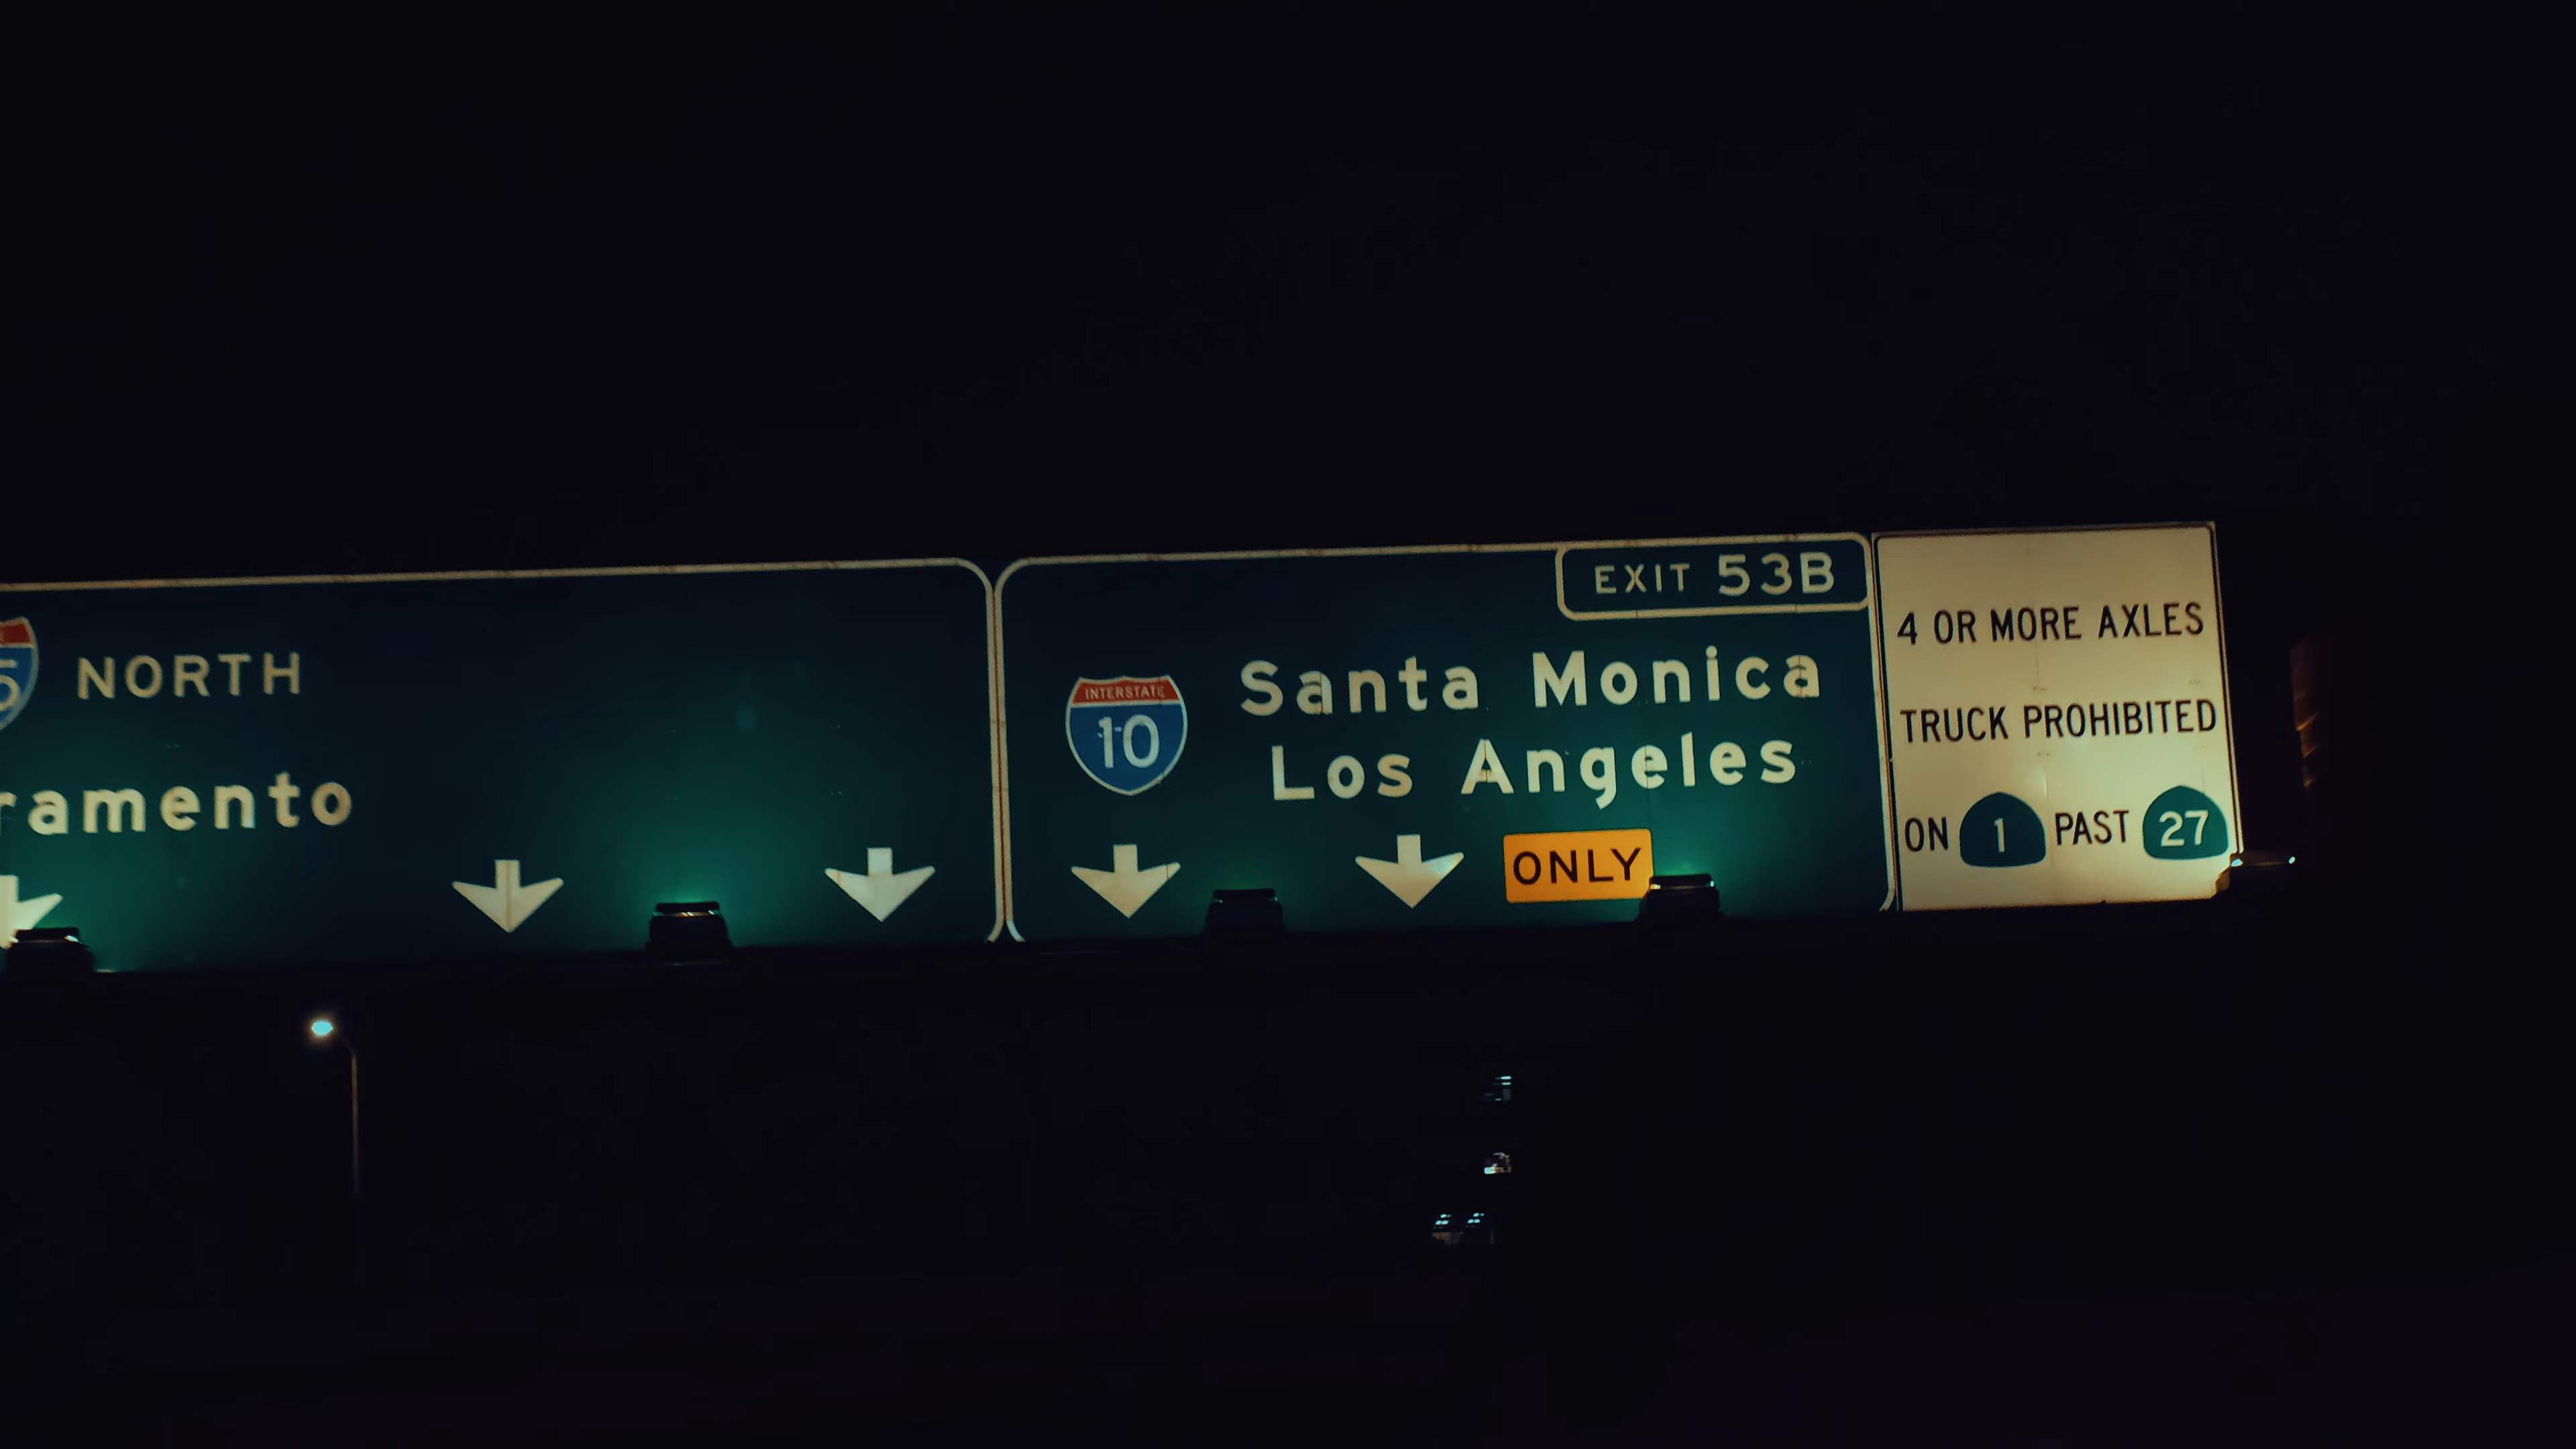 5 NORTH
ramento
EXIT 53B
INTERSTATE
10
Santa Monica
Los Angeles
ONLY
4 OR MORE AXLES
TRUCK PROHIBITED
ON 1 PAST 27